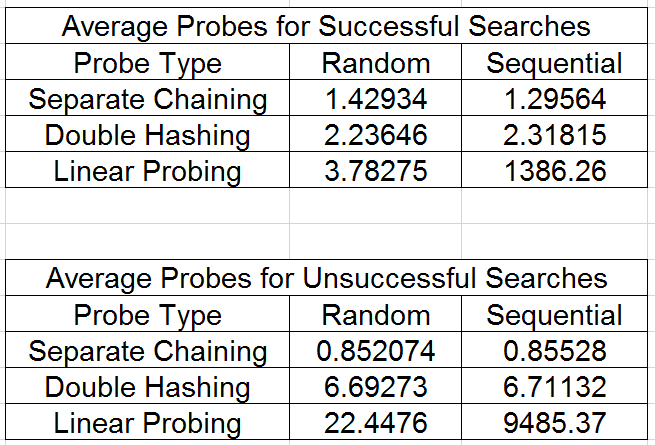 Average Probes for Successful Searches
Probe Type Random Sequential
Separate Chaining 1.42934 1.29564
Double Hashing 2.23646 2.31815
Linear Probing 3.78275 1386.26
Average Probes for Unsuccessful Searches
Probe Type Random Sequential
Separate Chaining 0.852074 0.85528
Double Hashing 6.69273 6.71132
Linear Probing 22.4476 9485.37